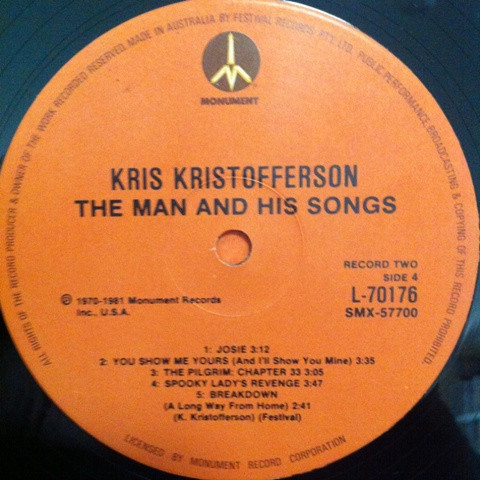 ALL RIGHTS OF THE RECORD PRODUCER & OWNER OF THE WORK RECORDED RESERVED. MADE IN AUSTRALIA BY FESTIVAL RECORDS PTY. LTD. PUBLIC PERFORMANCE, BROADCASTING & COPYING OF THIS RECORD PROHIBITED.
MONUMENT
KRIS KRISTOFFERSON
THE MAN AND HIS SONGS
RECORD TWO
SIDE 4
L-70176
SMX-57700
℗ 1970-1981 Monument Records
Inc., U.S.A.
1: JOSIE 3:12
2: YOU SHOW ME YOURS (And I'll Show You Mine) 3:35
3: THE PILGRIM: CHAPTER 33 3:05
4: SPOOKY LADY'S REVENGE 3:47
5: BREAKDOWN
(A Long Way From Home) 2:41
(K. Kristofferson) (Festival)
LICENSED BY MONUMENT RECORD CORPORATION